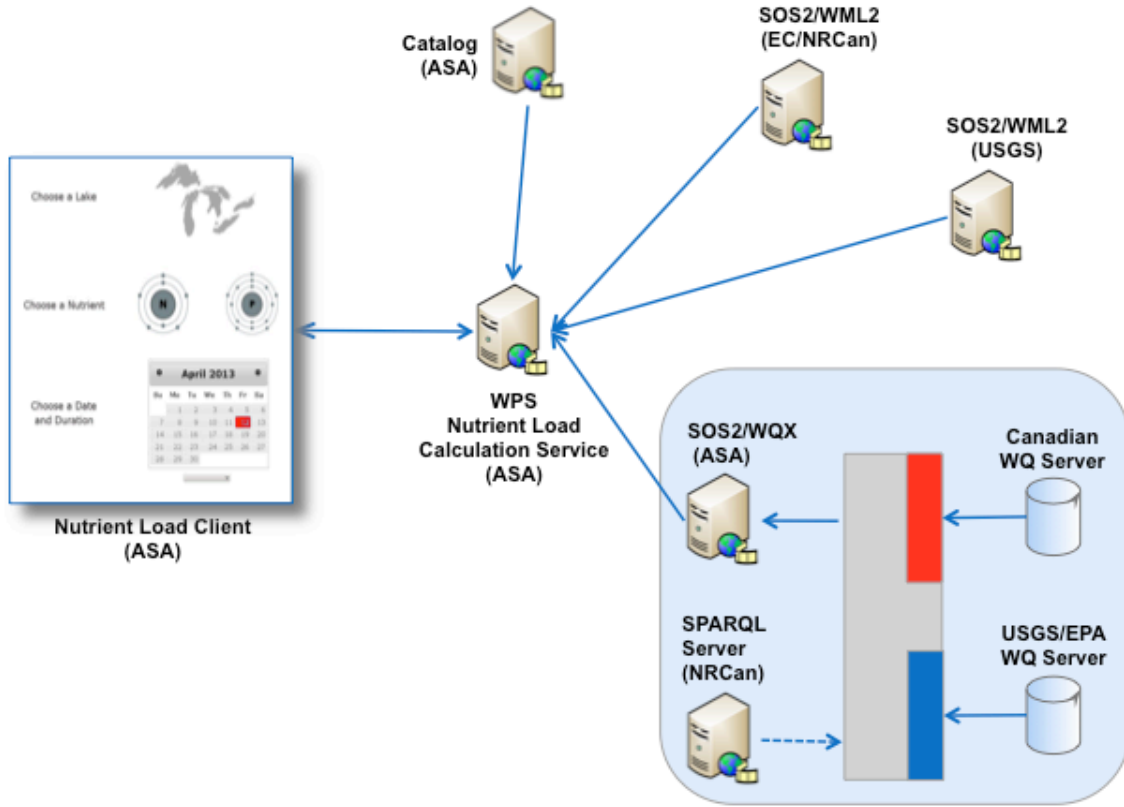 Catalog
(ASA)
SOS2/WML2
(EC/NRCan)
SOS2/WML2
(USGS)
Choose a Lake
Choose a Nutrient
N
P
Choose a Date
and Duration
April 2013
Su Mo Tu We Th Fr Sa
1 2 3 4 5 6
7 8 9 10 11 12 13
14 15 16 17 18 19 20
21 22 23 24 25 26 27
28 29 30
Nutrient Load Client
(ASA)
WPS
Nutrient Load
Calculation Service
(ASA)
SOS2/WQX
(ASA)
Canadian
WQ Server
SPARQL
Server
(NRCan)
USGS/EPA
WQ Server